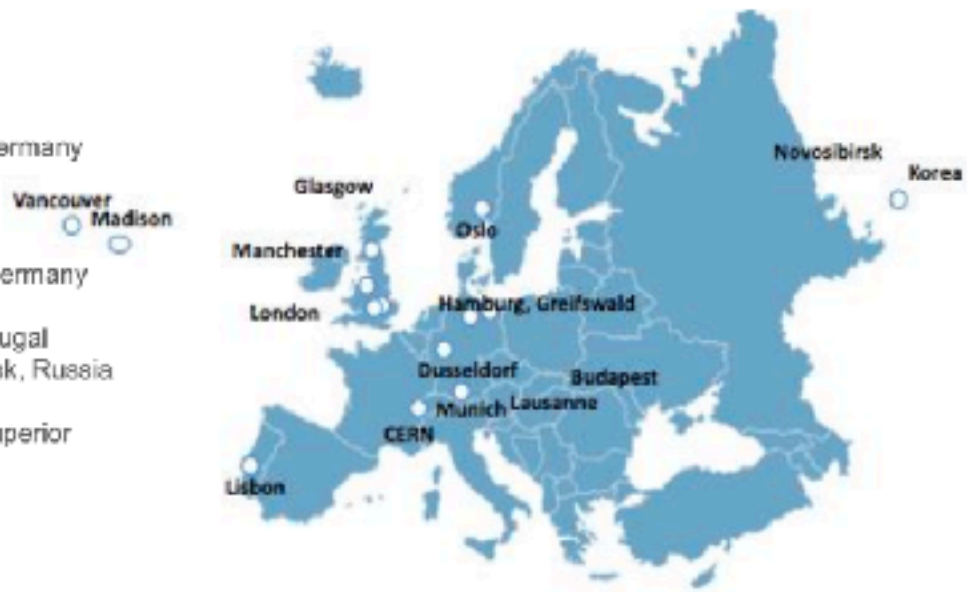 ermany
ermany
ugal
sk, Russia
uperior
Vancouver
Madison
Glasgow
Manchester
London
Oslo
Hamburg, Greifswald
Dusseldorf
Budapest
Munich
Lausanne
CERN
Lisbon
Novosibirsk
Korea